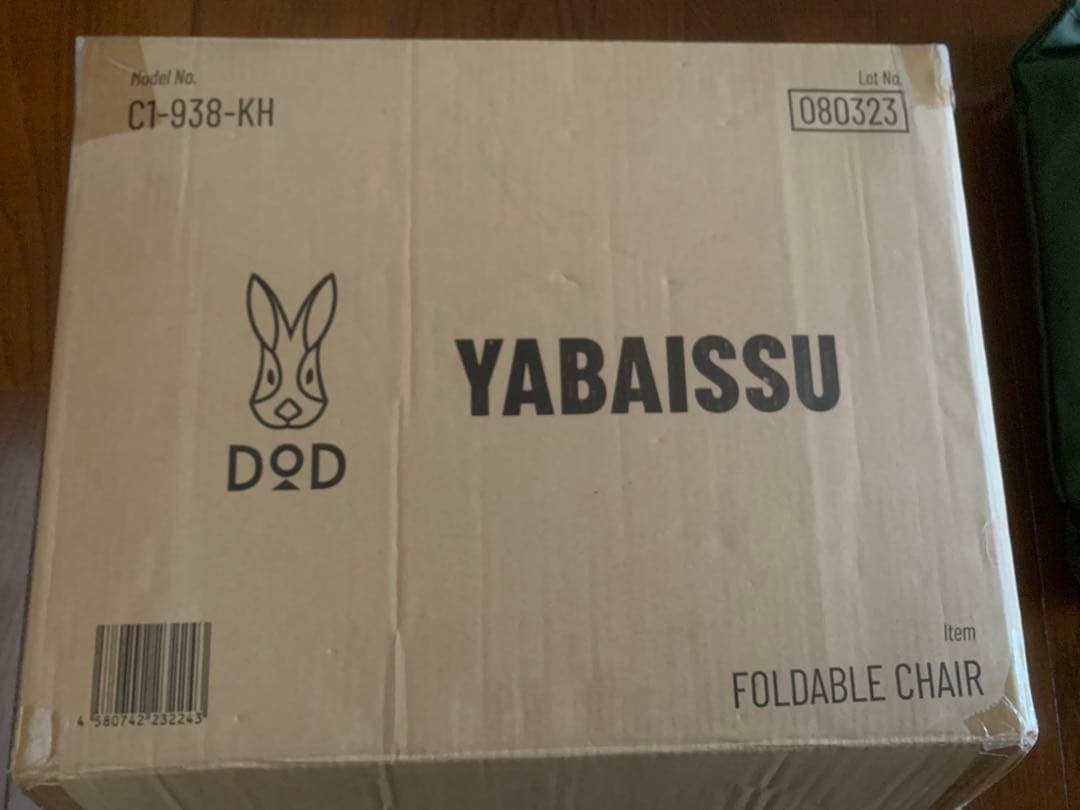 Model No.
C1-938-KH
Lot No.
080323
DOD
YABAISSU
4 580742 232243
Item
FOLDABLE CHAIR